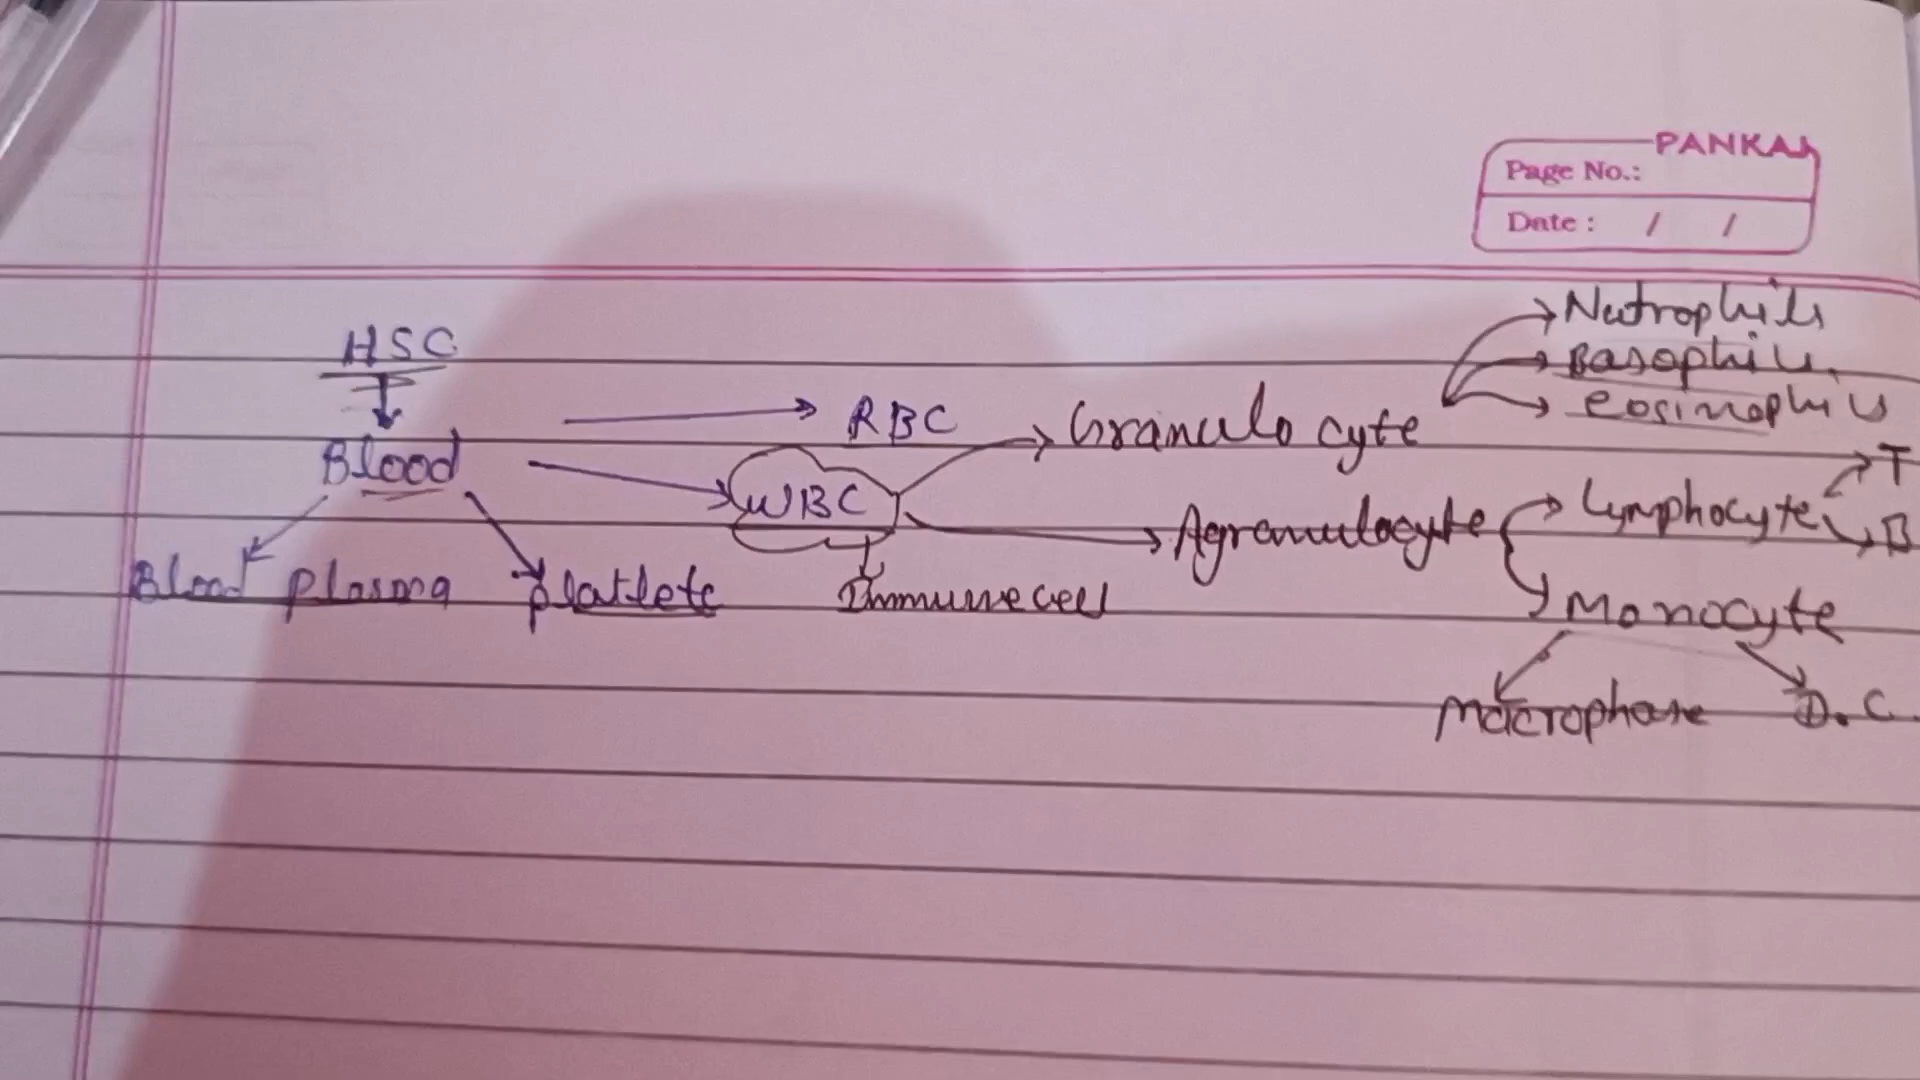 PANKAJ
Page No.:
Date : / /
HSC
Blood
Blood plasma
platlete
RBC
WBC
Immune cell
Granulocyte
Nutrophils
Basophils
eosinophils
Agranulocyte
Lymphocyte
T
B
Monocyte
Macrophase
D.C.